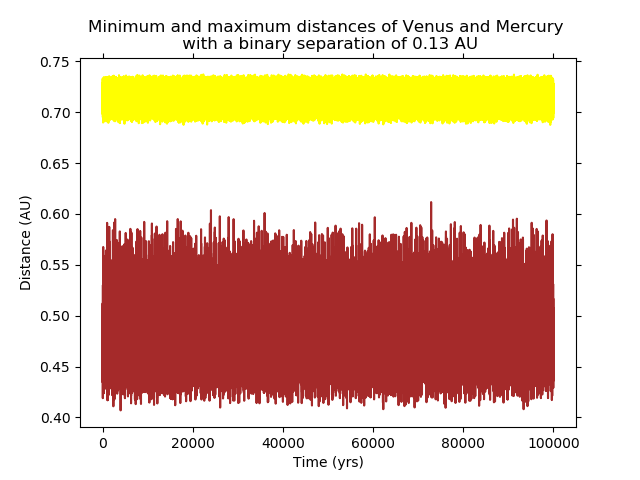 Minimum and maximum distances of Venus and Mercury
with a binary separation of 0.13 AU
0.75
0.70
0.65
0.60
0.55
0.50
0.45
0.40
Distance (AU)
0 20000 40000 60000 80000 100000
Time (yrs)